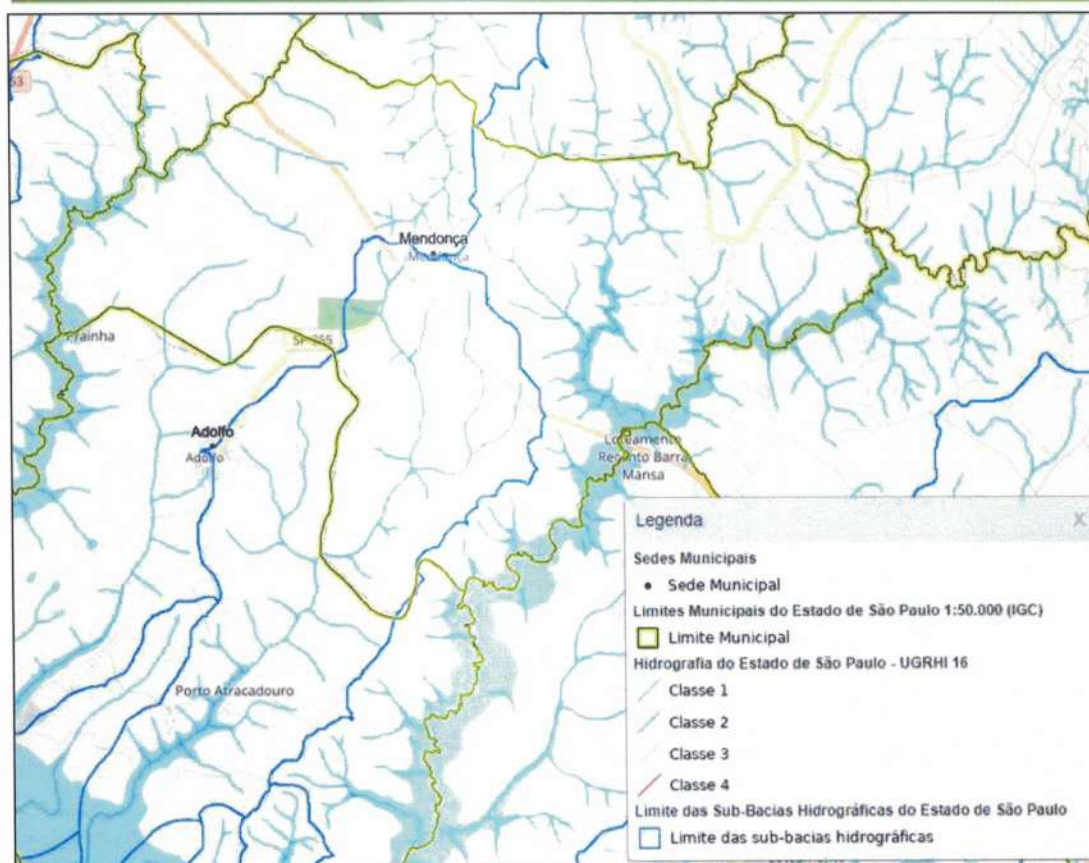 53
Mendonça
Mendonça
Prainha
Adolfo
Adolfo
Loteamento
Recanto Barra
Mansa
Porto Atracadouro
Legenda
X
Sedes Municipais
Sede Municipal
Limites Municipais do Estado de São Paulo 1:50.000 (IGC)
Limite Municipal
Hidrografia do Estado de São Paulo - UGRHI 16
Classe 1
Classe 2
Classe 3
Classe 4
Limite das Sub-Bacias Hidrográficas do Estado de São Paulo
Limite das sub-bacias hidrográficas